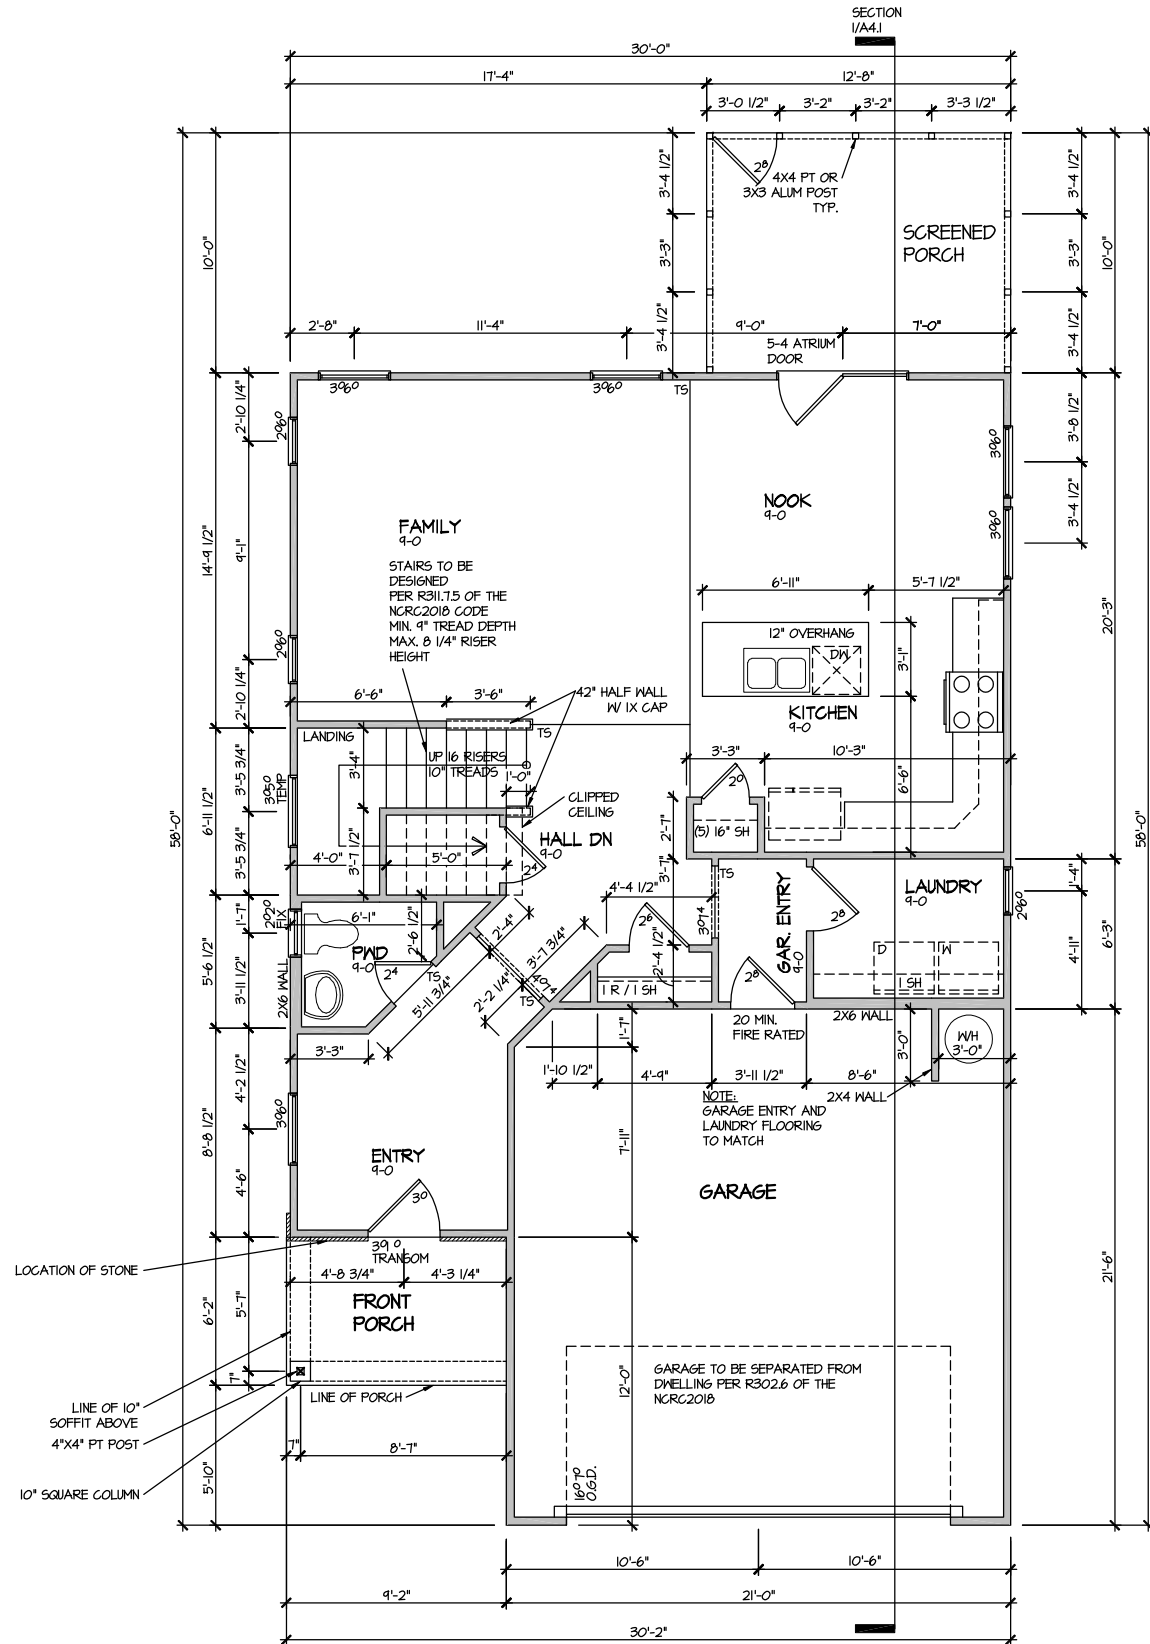 SECTION
1/A4.1
30'-0"
17'-4"
12'-8"
3'-0 1/2"
3'-2"
3'-2"
3'-3 1/2"
2⁸
4X4 PT OR
3X3 ALUM POST
TYP.
SCREENED
PORCH
3'-4 1/2"
3'-3"
3'-4 1/2"
3'-4 1/2"
3'-3"
3'-4 1/2"
10'-0"
10'-0"
58'-0"
58'-0"
2'-8"
11'-4"
9'-0"
7'-0"
5-4 ATRIUM
DOOR
3⁰6⁰
3⁰6⁰
TS
2⁰6⁰
2'-10 1/4"
9'-1"
2'-10 1/4"
14'-9 1/2"
2⁰6⁰
3'-8 1/2"
3'-4 1/2"
3⁰6⁰
3⁰6⁰
20'-3"
FAMILY
9-0
NOOK
9-0
STAIRS TO BE
DESIGNED
PER R311.7.5 OF THE
NCRC2018 CODE
MIN. 9" TREAD DEPTH
MAX. 8 1/4" RISER
HEIGHT
6'-11"
5'-7 1/2"
12" OVERHANG
DW
3'-1"
KITCHEN
9-0
6'-6"
3'-6"
42" HALF WALL
W/ 1X CAP
LANDING
TS
UP 16 RISERS
10" TREADS
1'-0"
3'-4"
3'-5 3/4"
3⁰5⁰
TEMP
6'-11 1/2"
3'-5 3/4"
CLIPPED
CEILING
HALL DN
9-0
3'-7 1/2"
4'-0"
5'-0"
2⁴
3'-3"
10'-3"
6'-6"
2⁰
(5) 16" SH
2'-7"
3'-7"
TS
4'-4 1/2"
3⁰7⁴
GAR. ENTRY
9-0
LAUNDRY
9-0
2⁸
2⁰6⁰
1'-4"
4'-11"
6'-3"
2⁰2⁰
FIX
1'-7"
6'-1"
2'-6 1/2"
PWD
9-0
2⁴
TS
2'-4"
3'-7 3/4"
5'-11 3/4"
2'-2 1/4"
4⁰7⁴
TS
2⁶
2'-4 1/2"
1 R / 1 SH
2⁸
D
W
1 SH
5'-6 1/2"
3'-11 1/2"
2X6 WALL
20 MIN.
FIRE RATED
2X6 WALL
W/H
3'-0"
3'-0"
3'-3"
1'-7"
1'-10 1/2"
4'-9"
3'-11 1/2"
8'-6"
2X4 WALL
NOTE:
GARAGE ENTRY AND
LAUNDRY FLOORING
TO MATCH
4'-2 1/2"
8'-8 1/2"
3⁰6⁰
4'-6"
7'-11"
ENTRY
9-0
3⁰
GARAGE
3⁰1⁰
TRANSOM
LOCATION OF STONE
4'-8 3/4"
4'-3 1/4"
FRONT
PORCH
6'-2"
5'-7"
7"
21'-6"
12'-0"
GARAGE TO BE SEPARATED FROM
DWELLING PER R302.6 OF THE
NCRC2018
LINE OF PORCH
LINE OF 10"
SOFFIT ABOVE
4"X4" PT POST
7"
8'-7"
10" SQUARE COLUMN
5'-10"
16⁰7⁰
O.G.D.
10'-6"
10'-6"
9'-2"
21'-0"
30'-2"